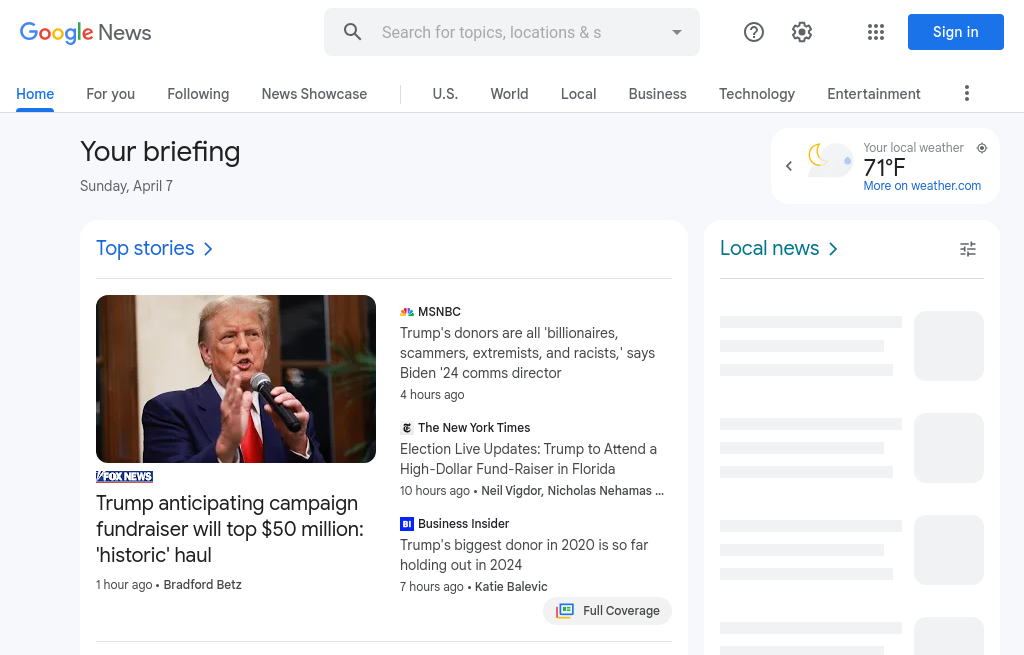 Google News
Search for topics, locations & s
Sign in
Home
For you
Following
News Showcase
U.S.
World
Local
Business
Technology
Entertainment
Your briefing
Sunday, April 7
Your local weather
71°F
More on weather.com
Top stories
FOX NEWS
Trump anticipating campaign
fundraiser will top $50 million:
'historic' haul
1 hour ago • Bradford Betz
MSNBC
Trump's donors are all 'billionaires,
scammers, extremists, and racists,' says
Biden '24 comms director
4 hours ago
The New York Times
Election Live Updates: Trump to Attend a
High-Dollar Fund-Raiser in Florida
10 hours ago • Neil Vigdor, Nicholas Nehamas ...
BI Business Insider
Trump's biggest donor in 2020 is so far
holding out in 2024
7 hours ago • Katie Balevic
Full Coverage
Local news